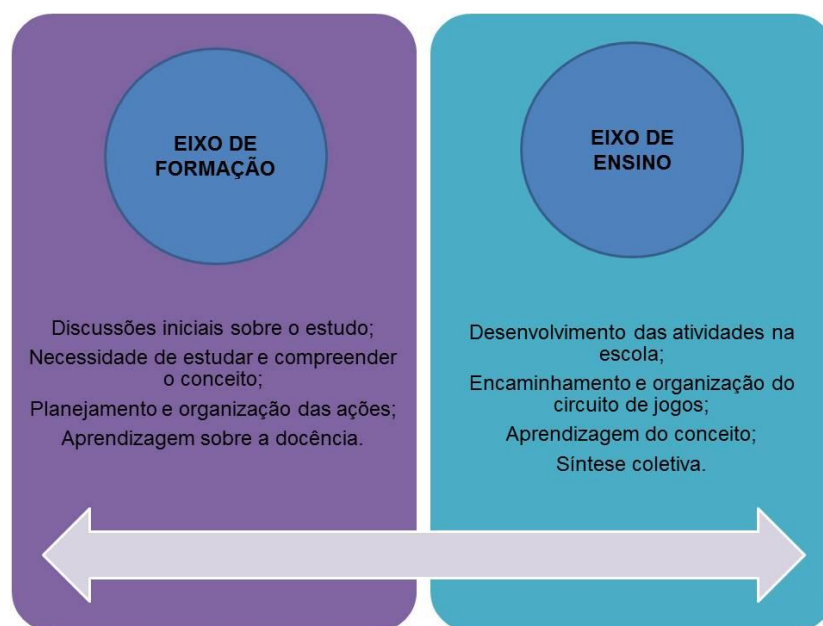 EIXO DE
FORMAÇÃO
Discussões iniciais sobre o estudo;
Necessidade de estudar e compreender
o conceito;
Planejamento e organização das ações;
Aprendizagem sobre a docência.
EIXO DE
ENSINO
Desenvolvimento das atividades na
escola;
Encaminhamento e organização do
circuito de jogos;
Aprendizagem do conceito;
Síntese coletiva.